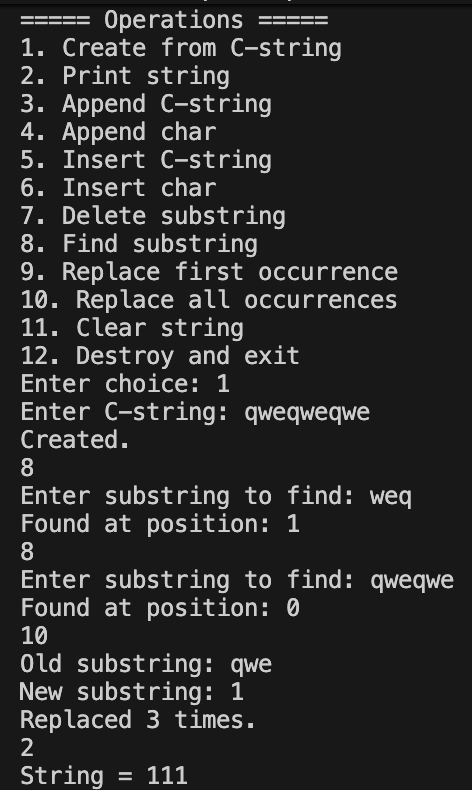 ===== Operations =====
1. Create from C-string
2. Print string
3. Append C-string
4. Append char
5. Insert C-string
6. Insert char
7. Delete substring
8. Find substring
9. Replace first occurrence
10. Replace all occurrences
11. Clear string
12. Destroy and exit
Enter choice: 1
Enter C-string: qweqweqwe
Created.
8
Enter substring to find: weq
Found at position: 1
8
Enter substring to find: qweqwe
Found at position: 0
10
Old substring: qwe
New substring: 1
Replaced 3 times.
2
String = 111